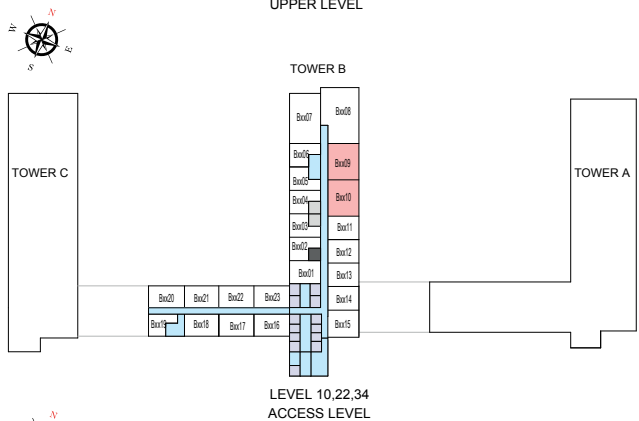 UPPER LEVEL
N
W
E
S
TOWER B
Bxx07
Bxx08
Bxx06
Bxx09
Bxx05
Bxx04
Bxx10
Bxx03
Bxx11
Bxx02
Bxx12
Bxx01
Bxx13
TOWER C
TOWER A
Bxx20
Bxx21
Bxx22
Bxx23
Bxx14
Bxx19
Bxx18
Bxx17
Bxx16
Bxx15
LEVEL 10,22,34
ACCESS LEVEL
N